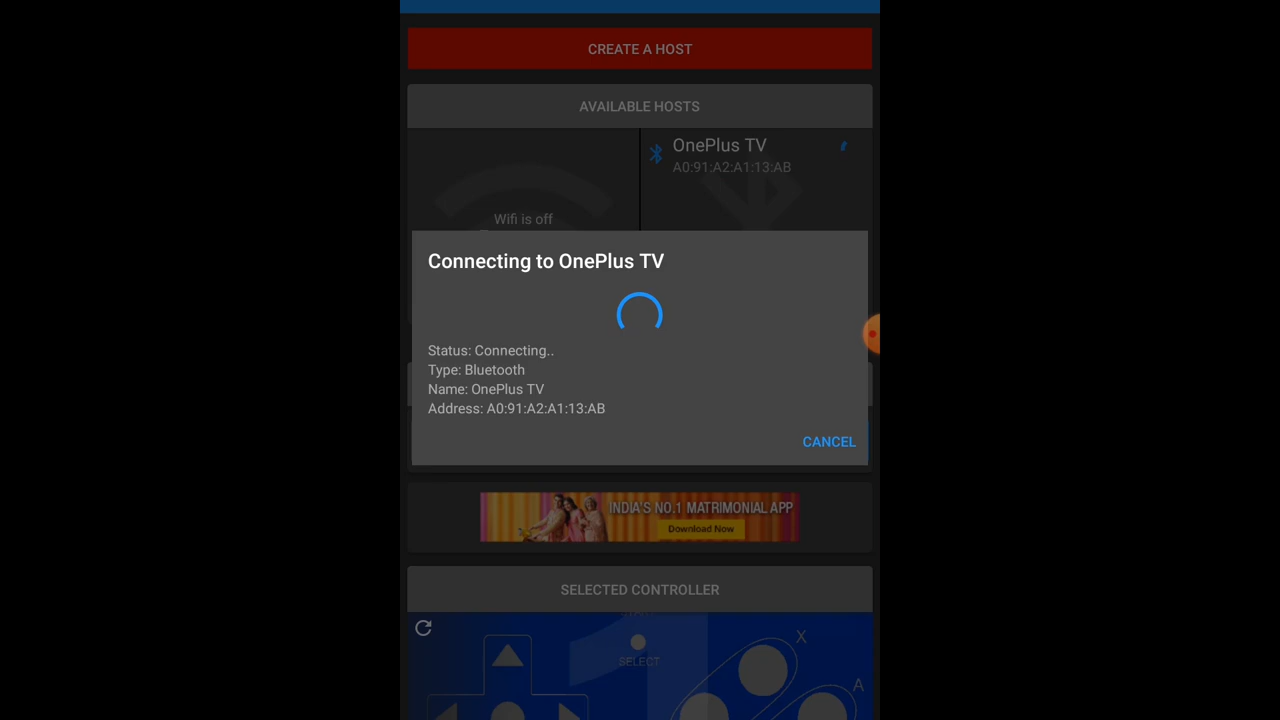 CREATE A HOST
AVAILABLE HOSTS
OnePlus TV
A0:91:A2:A1:13:AB
Wifi is off
Connecting to OnePlus TV
Status: Connecting..
Type: Bluetooth
Name: OnePlus TV
Address: A0:91:A2:A1:13:AB
CANCEL
INDIA'S NO.1 MATRIMONIAL APP
Download Now
SELECTED CONTROLLER
SELECT
X
A